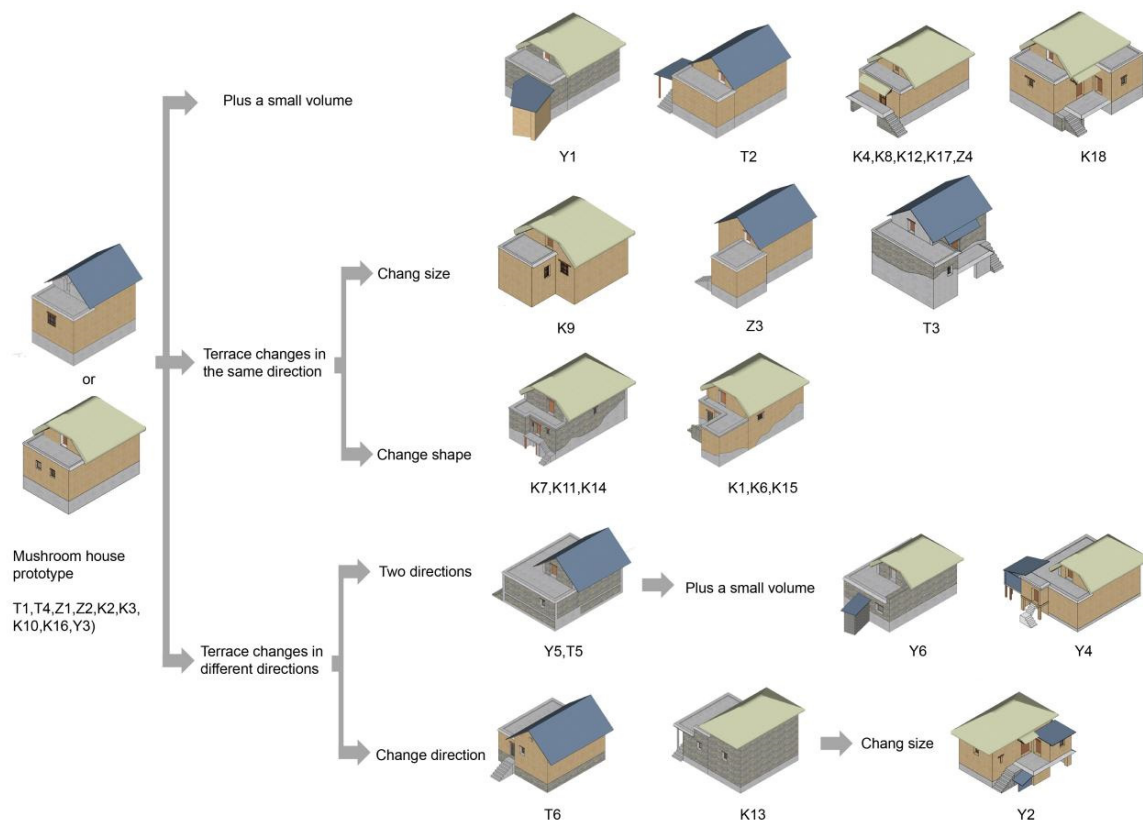 Plus a small volume
Y1
T2
K4,K8,K12,K17,Z4
K18
Chang size
K9
Z3
T3
or
Terrace changes in
the same direction
Change shape
K7,K11,K14
K1,K6,K15
Mushroom house
prototype
T1,T4,Z1,Z2,K2,K3,
K10,K16,Y3)
Two directions
Plus a small volume
Y5,T5
Y6
Y4
Terrace changes in
different directions
Change direction
Chang size
T6
K13
Y2